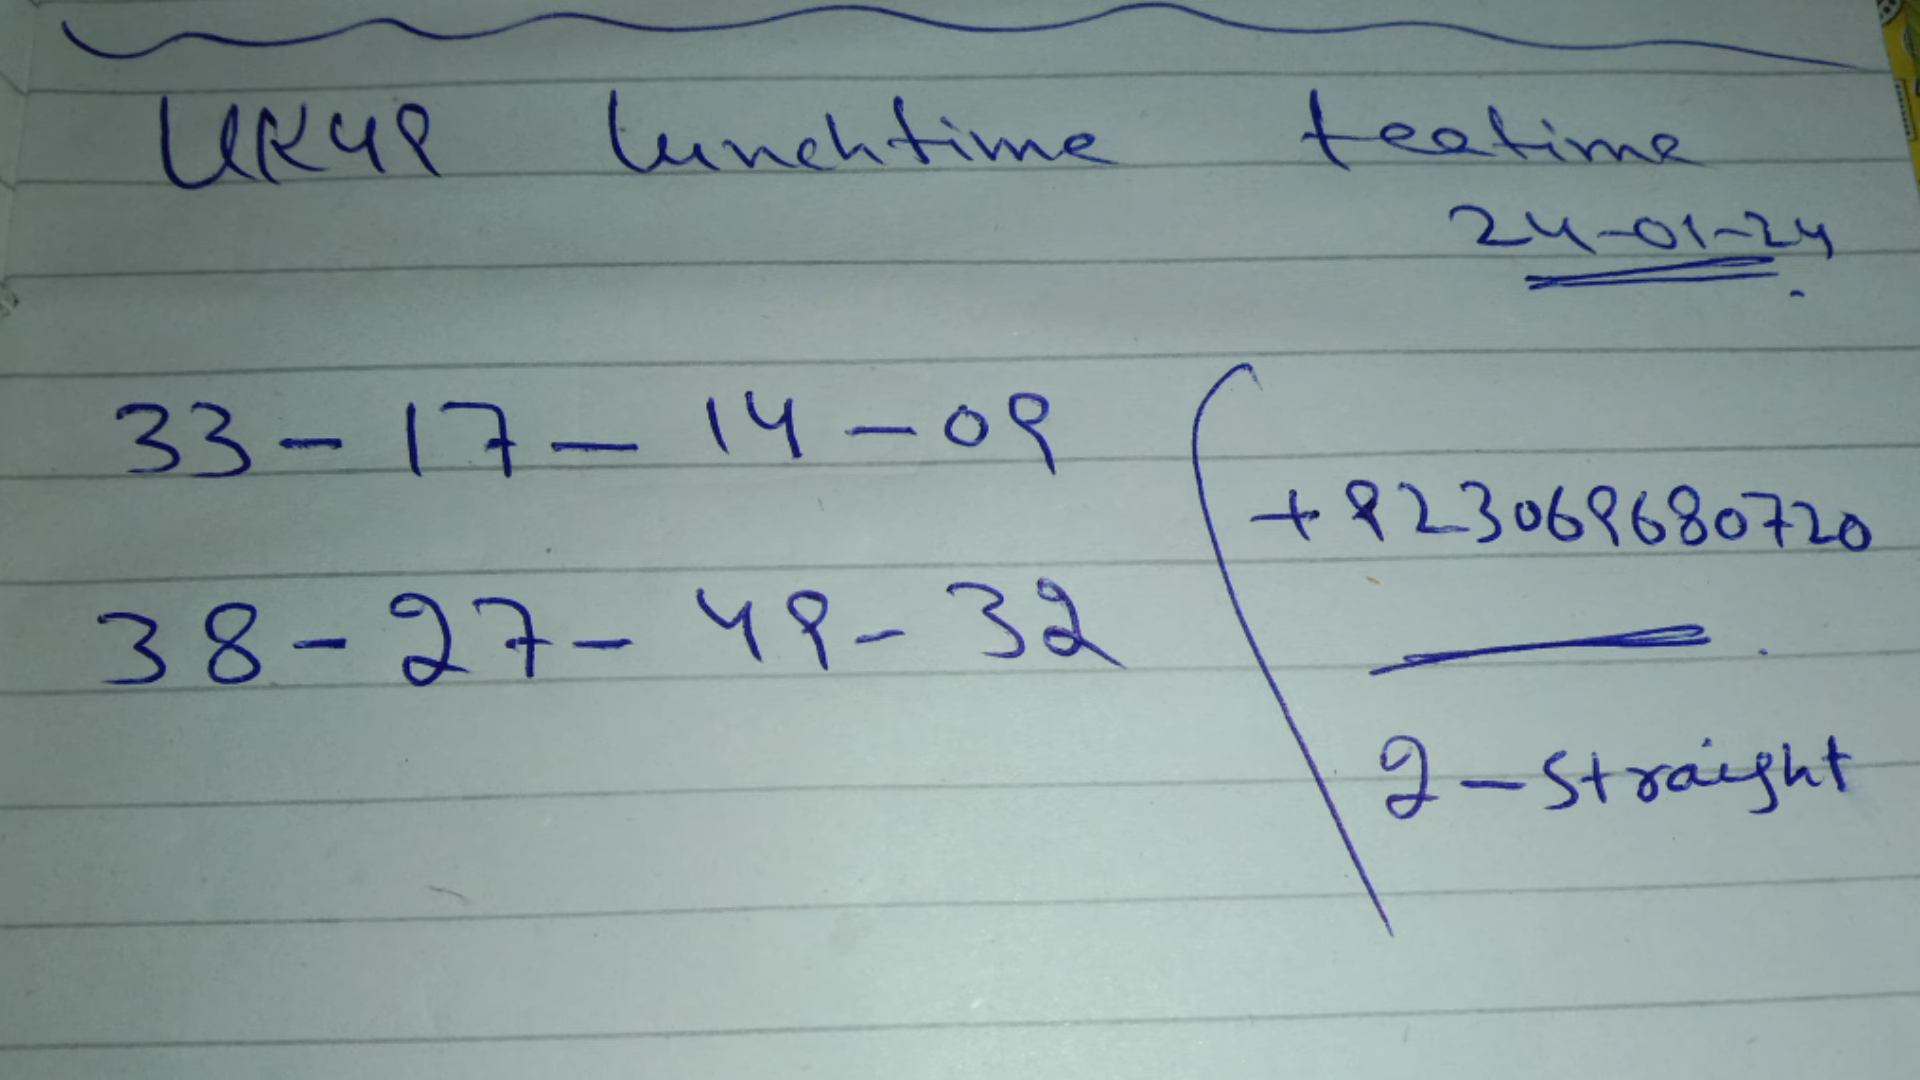 UK49 lunchtime teatime
24-01-24
33 - 17 - 14 - 09
+923069680720
38 - 27 - 49 - 32
2 - straight